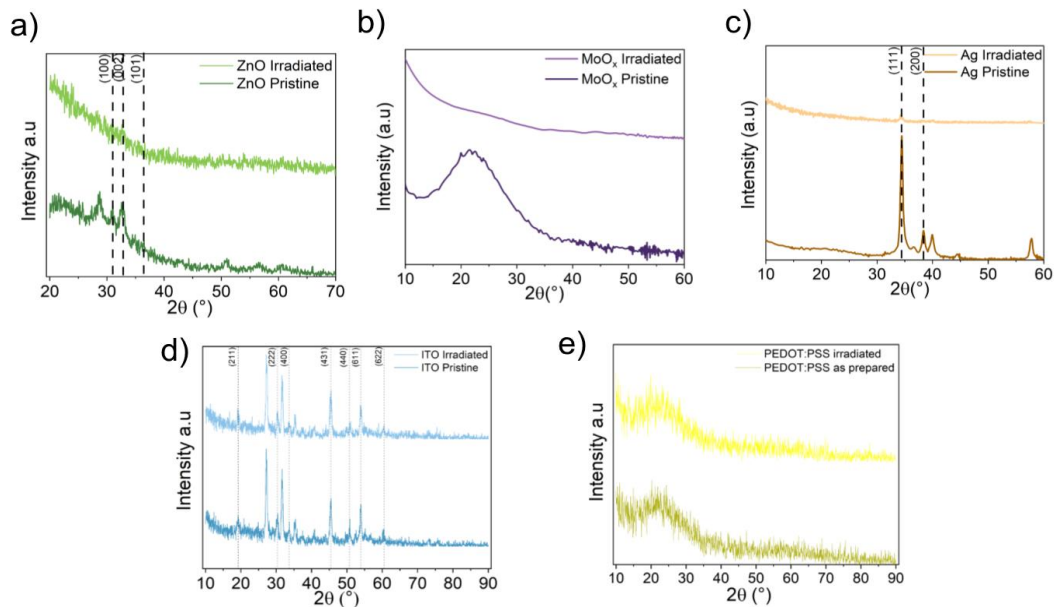 a)
Intensity a.u
(100)
(002)
(101)
ZnO Irradiated
ZnO Pristine
20 30 40 50 60 70
2θ (°)
b)
Intensity (a.u)
MoOₓ Irradiated
MoOₓ Pristine
10 20 30 40 50 60
2θ(°)
c)
Intensity (a.u)
(111)
(200)
Ag Irradiated
Ag Pristine
10 20 30 40 50 60
2θ(°)
d)
Intensity a.u
(211)
(222)
(400)
(431)
(440)
(611)
(622)
ITO Irradiated
ITO Pristine
10 20 30 40 50 60 70 80 90
2θ (°)
e)
Intensity a.u
PEDOT:PSS irradiated
PEDOT:PSS as prepared
10 20 30 40 50 60 70 80 90
2θ (°)